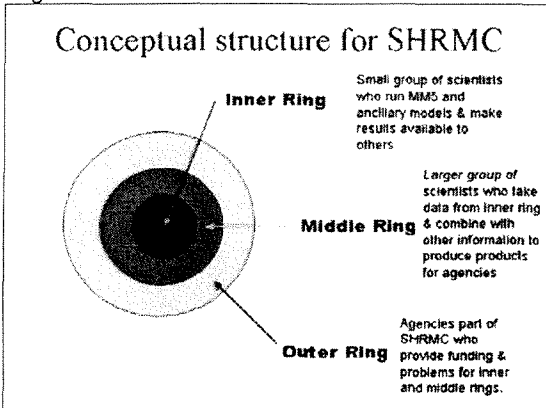 Conceptual structure for SHRMC
Inner Ring
Small group of scientists
who run MM5 and
ancillary models & make
results available to
others
Middle Ring
Larger group of
scientists who take
data from inner ring
& combine with
other information to
produce products
for agencies
Outer Ring
Agencies part of
SHRMC who
provide funding &
problems for inner
and middle rings.